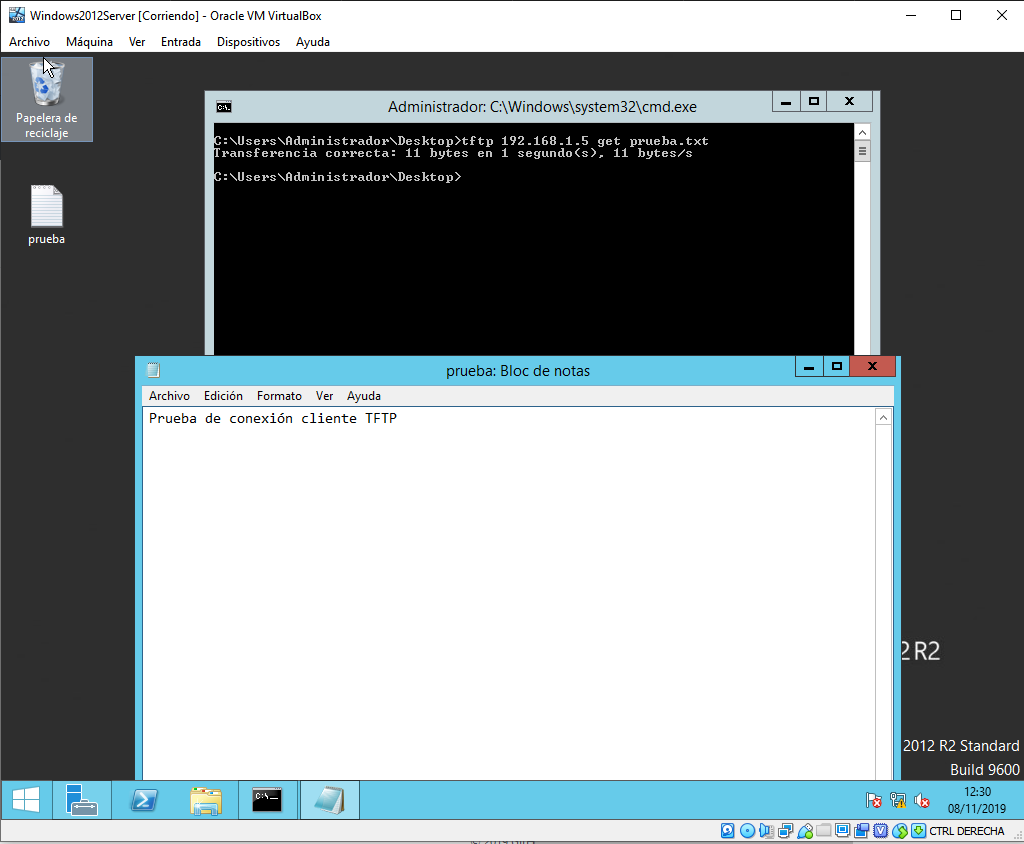 Windows2012Server [Corriendo] - Oracle VM VirtualBox
Archivo Máquina Ver Entrada Dispositivos Ayuda
Papelera de
reciclaje
prueba
Administrador: C:\Windows\system32\cmd.exe
C:\Users\Administrador\Desktop>tftp 192.168.1.5 get prueba.txt
Transferencia correcta: 11 bytes en 1 segundo(s), 11 bytes/s
C:\Users\Administrador\Desktop>
prueba: Bloc de notas
Archivo Edición Formato Ver Ayuda
Prueba de conexión cliente TFTP
2 R2
2012 R2 Standard
Build 9600
12:30
08/11/2019
CTRL DERECHA